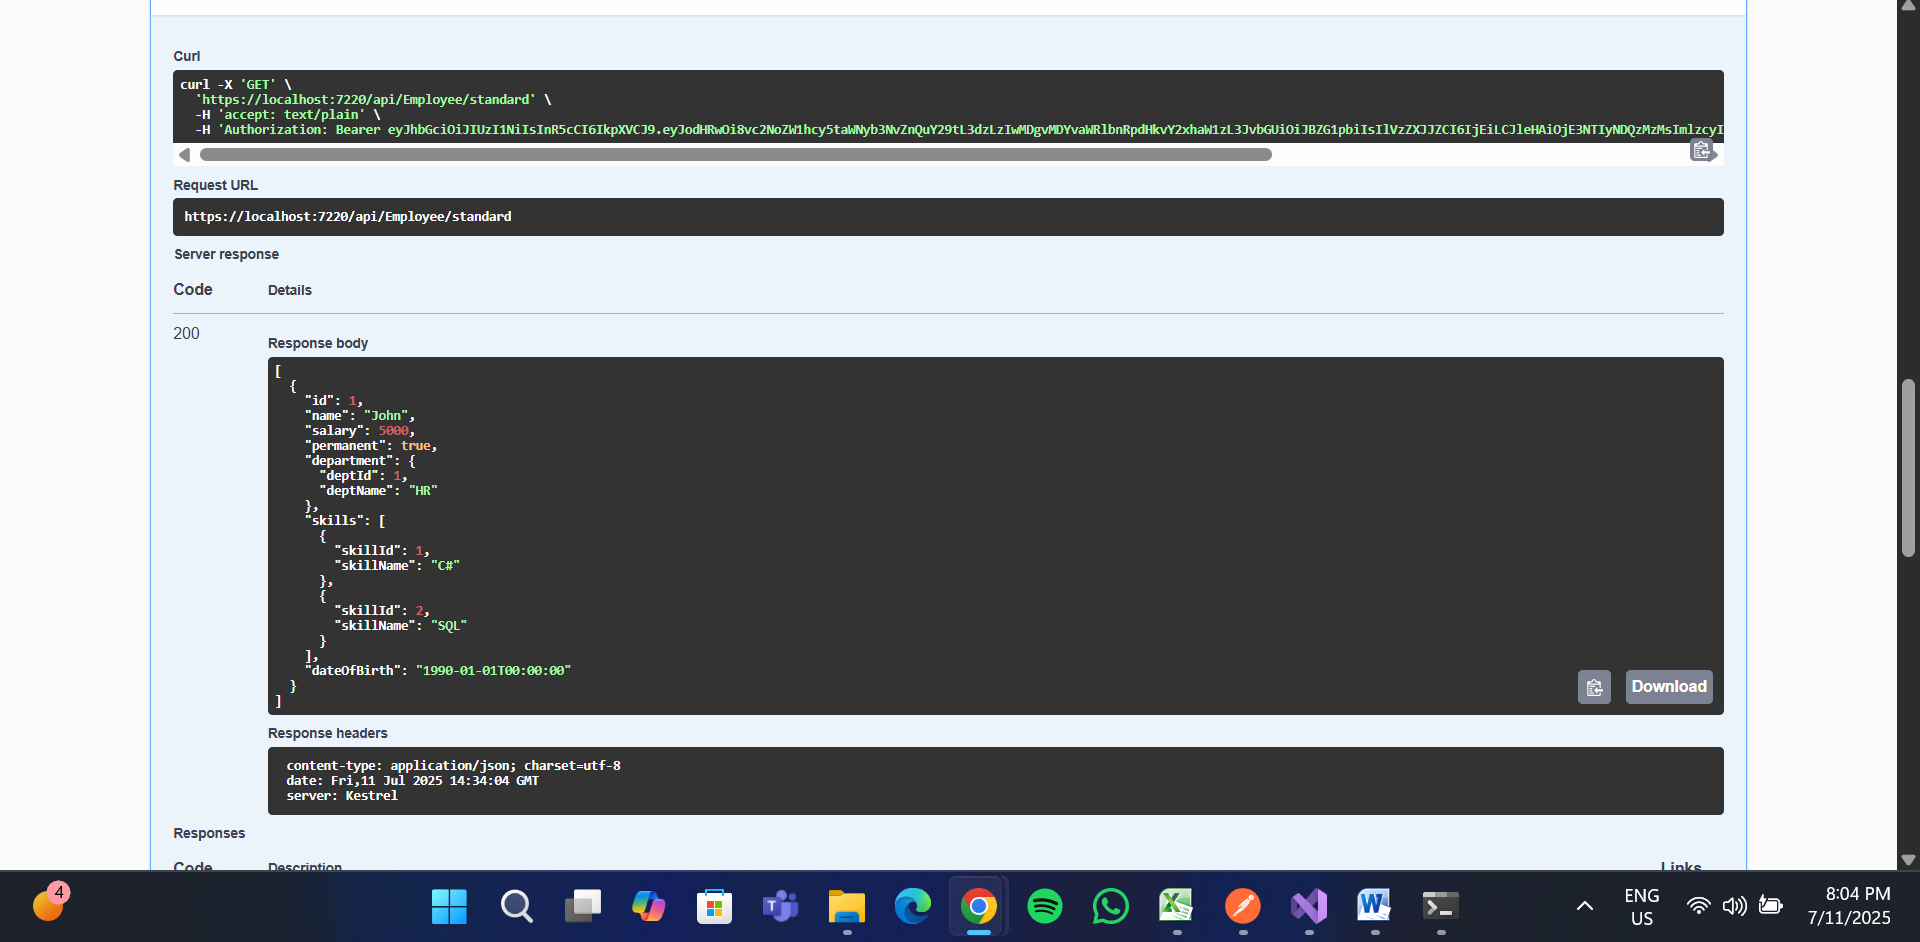 Curl
curl -X 'GET' \
'https://localhost:7220/api/Employee/standard' \
-H 'accept: text/plain' \
-H 'Authorization: Bearer eyJhbGciOiJIUzI1NiIsInR5cCI6IkpXVCJ9.eyJodHRwOi8vc2NoZW1hcy5taWNyb3NvZnQuY29tL3dzLzIwMDgvMDYvaWRlbnRpdHkvY2xhaW1zL3JvbGUiOiJBZG1pbiIsIlVzZXJJZCI6IjEiLCJleHAiOjE3NTIyNDQzMzMsImlzcyI
Request URL
https://localhost:7220/api/Employee/standard
Server response
Code Details
200
Response body
[
{
"id": 1,
"name": "John",
"salary": 5000,
"permanent": true,
"department": {
"deptId": 1,
"deptName": "HR"
},
"skills": [
{
"skillId": 1,
"skillName": "C#"
},
{
"skillId": 2,
"skillName": "SQL"
}
],
"dateOfBirth": "1990-01-01T00:00:00"
}
]
Download
Response headers
content-type: application/json; charset=utf-8
date: Fri,11 Jul 2025 14:34:04 GMT
server: Kestrel
Responses
Code Description Links
4
ENG
US
8:04 PM
7/11/2025